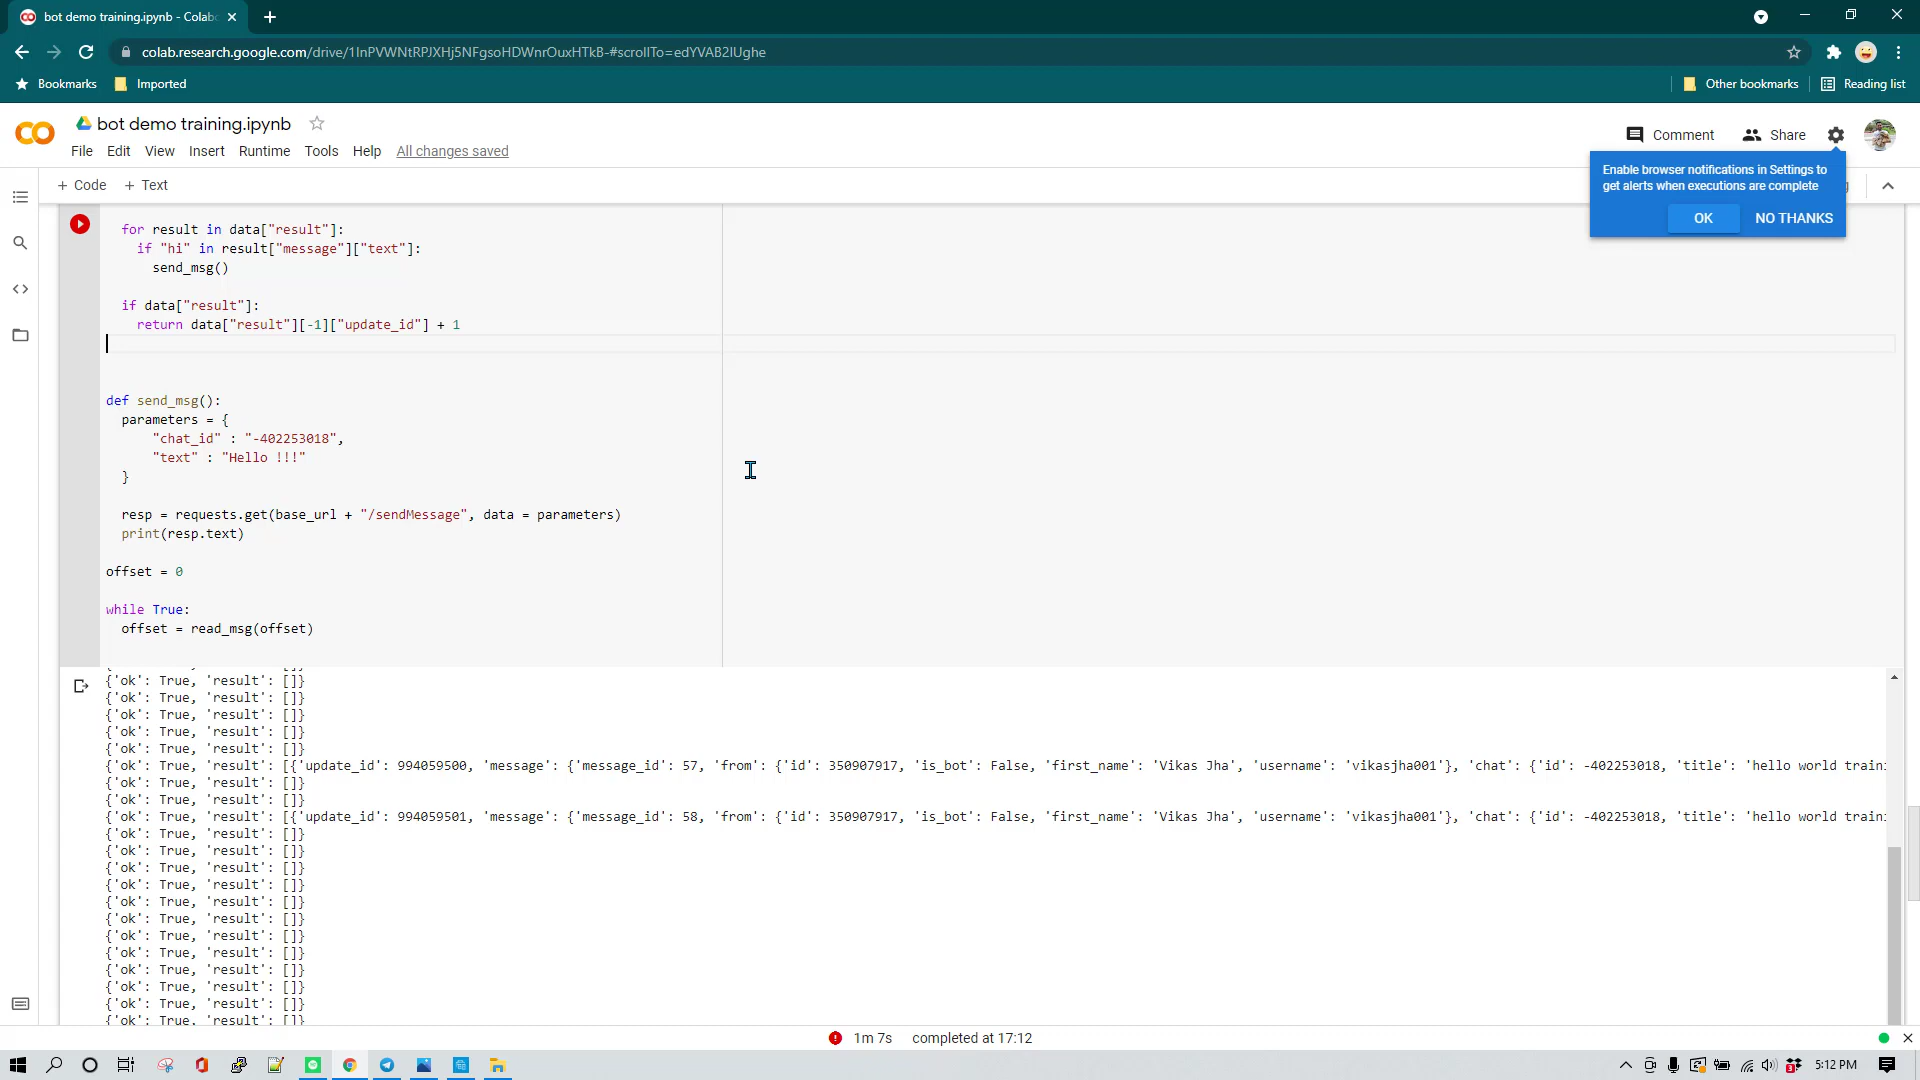 bot demo training.ipynb - Colab
colab.research.google.com/drive/1InPVWNtRPJXHj5NFgsoHDWnrOuxHTkB-#scrollTo=edYVAB2IUghe
Bookmarks
Imported
Other bookmarks
Reading list
bot demo training.ipynb
Comment
Share
File Edit View Insert Runtime Tools Help All changes saved
Enable browser notifications in Settings to
get alerts when executions are complete
OK NO THANKS
+ Code + Text
for result in data["result"]:
if "hi" in result["message"]["text"]:
send_msg()
if data["result"]:
return data["result"][-1]["update_id"] + 1
def send_msg():
parameters = {
"chat_id" : "-402253018",
"text" : "Hello !!!"
}
resp = requests.get(base_url + "/sendMessage", data = parameters)
print(resp.text)
offset = 0
while True:
offset = read_msg(offset)
{'ok': True, 'result': []}
{'ok': True, 'result': []}
{'ok': True, 'result': []}
{'ok': True, 'result': []}
{'ok': True, 'result': []}
{'ok': True, 'result': [{'update_id': 994059500, 'message': {'message_id': 57, 'from': {'id': 350907917, 'is_bot': False, 'first_name': 'Vikas Jha', 'username': 'vikasjha001'}, 'chat': {'id': -402253018, 'title': 'hello world traini
{'ok': True, 'result': []}
{'ok': True, 'result': []}
{'ok': True, 'result': [{'update_id': 994059501, 'message': {'message_id': 58, 'from': {'id': 350907917, 'is_bot': False, 'first_name': 'Vikas Jha', 'username': 'vikasjha001'}, 'chat': {'id': -402253018, 'title': 'hello world traini
{'ok': True, 'result': []}
{'ok': True, 'result': []}
{'ok': True, 'result': []}
{'ok': True, 'result': []}
{'ok': True, 'result': []}
{'ok': True, 'result': []}
{'ok': True, 'result': []}
{'ok': True, 'result': []}
{'ok': True, 'result': []}
{'ok': True, 'result': []}
{'ok': True, 'result': []}
{'ok': True, 'result': []}
1m 7s completed at 17:12
5:12 PM